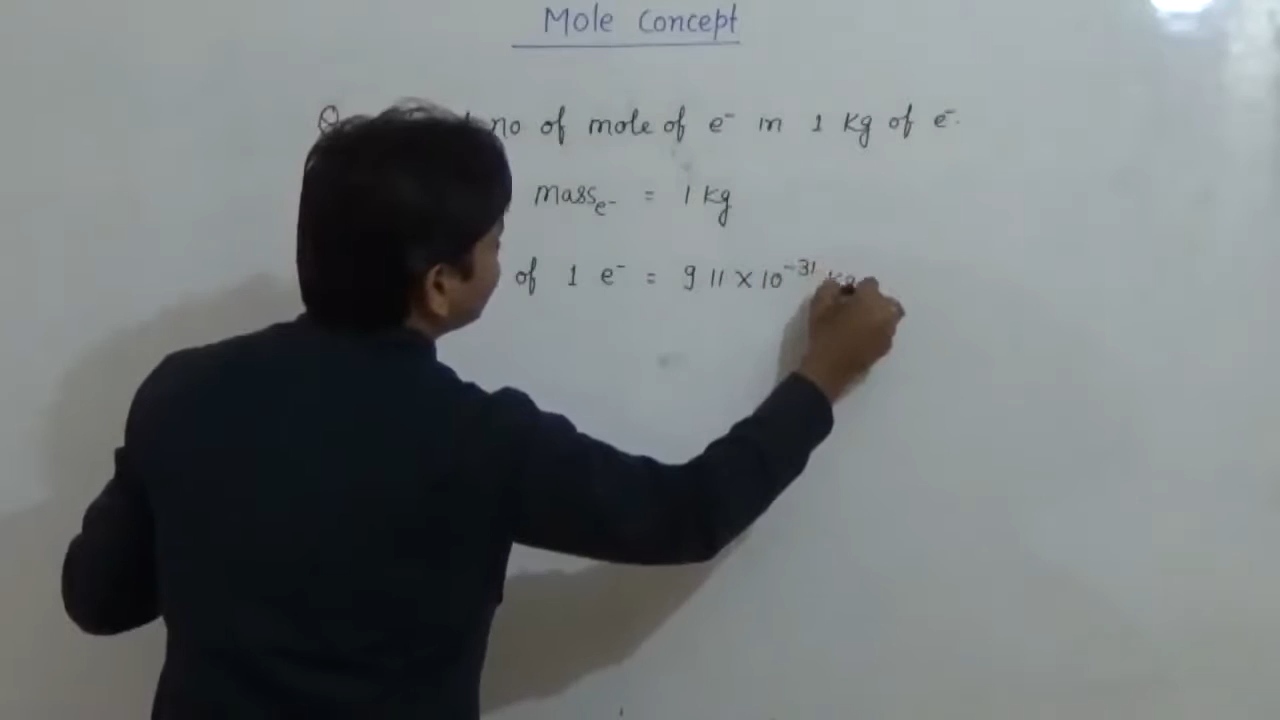 Mole Concept
no of mole of e⁻ in 1 Kg of e⁻.
mass e⁻ = 1 Kg
of 1 e⁻ = 9 11 × 10⁻³¹ Kg